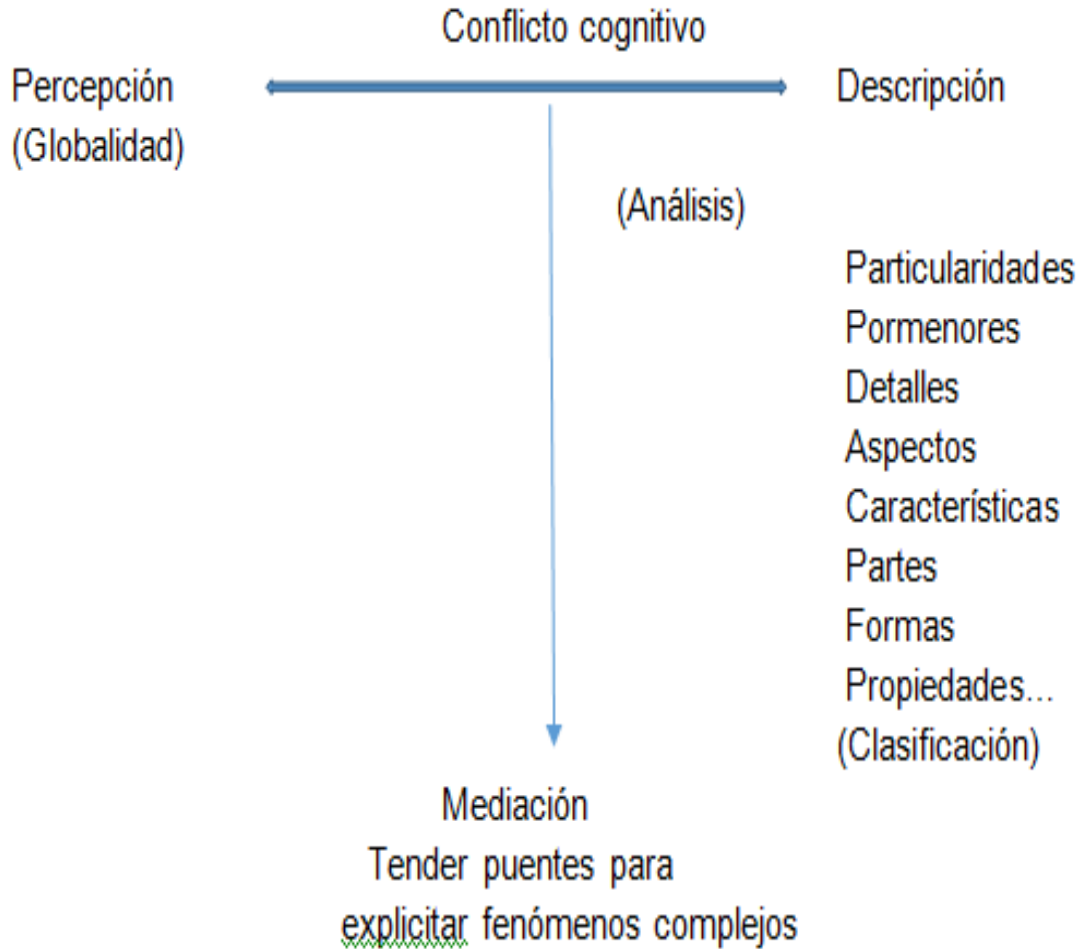 Conflicto cognitivo
Percepción
Descripción
(Globalidad)
(Análisis)
Particularidades
Pormenores
Detalles
Aspectos
Características
Partes
Formas
Propiedades...
(Clasificación)
Mediación
Tender puentes para
explicitar fenómenos complejos